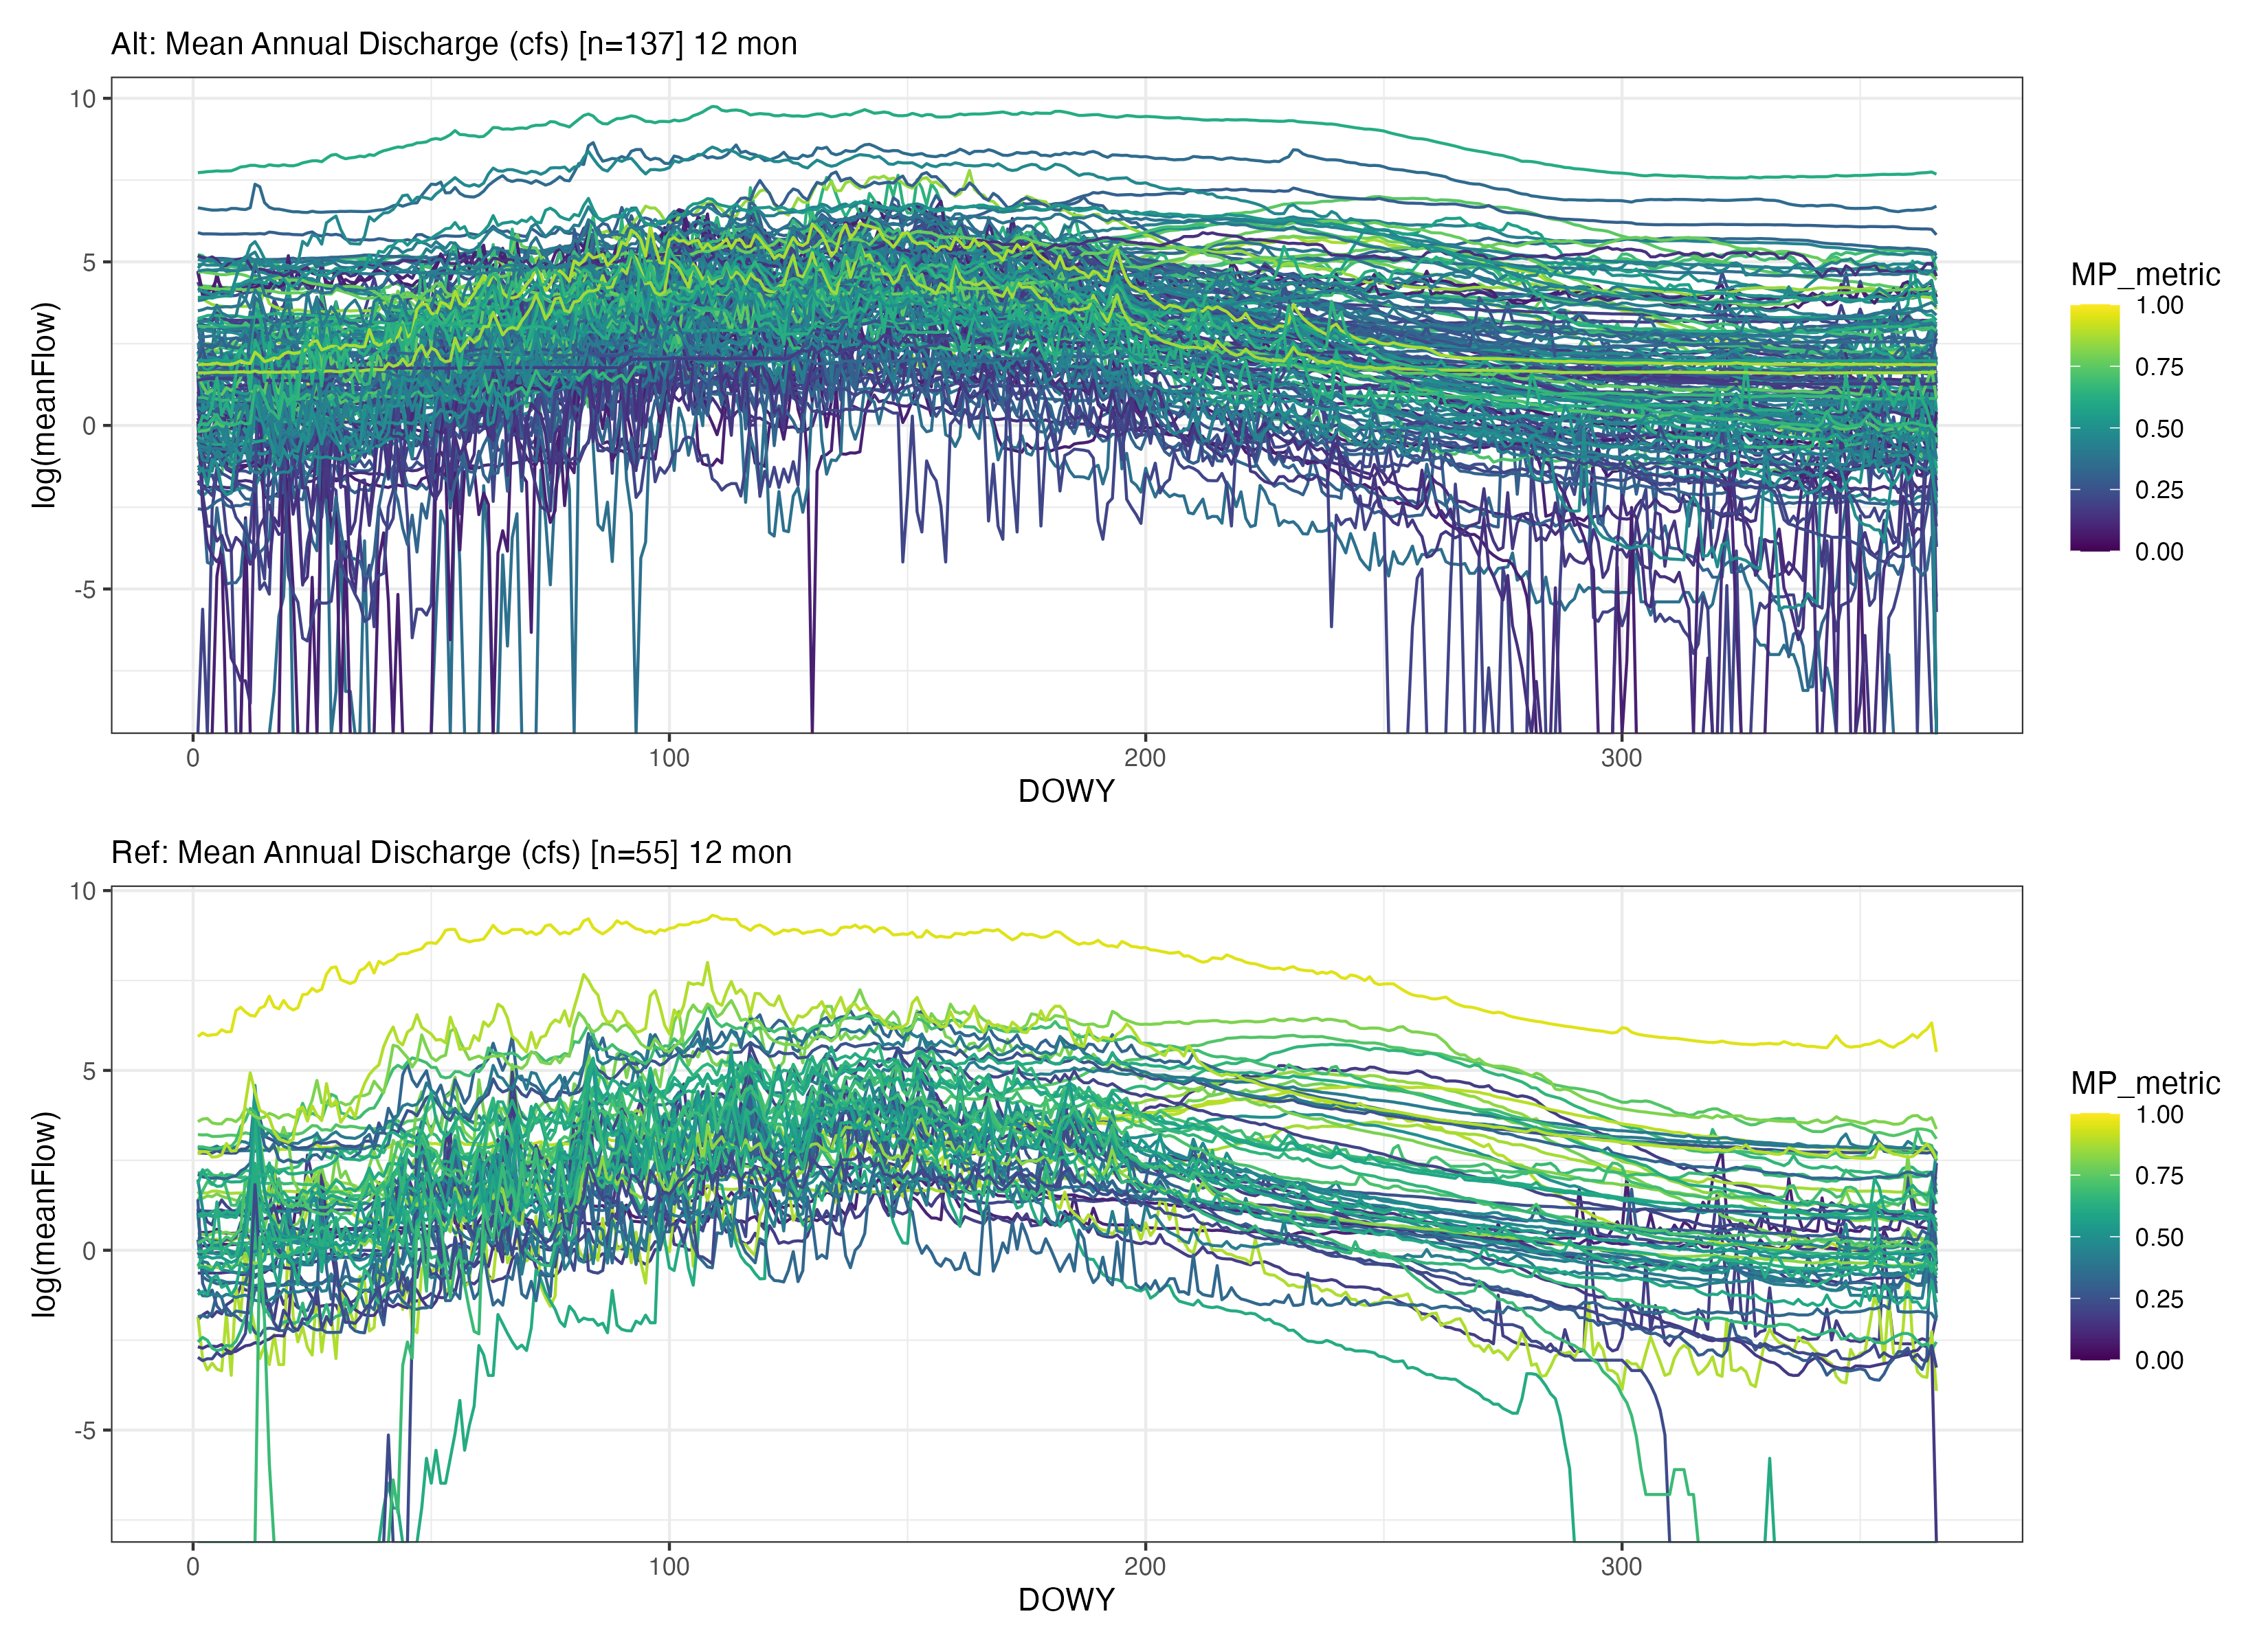 Alt: Mean Annual Discharge (cfs) [n=137] 12 mon
10
5
0
-5
log(meanFlow)
0 100 200 300
DOWY
MP_metric
1.00
0.75
0.50
0.25
0.00
Ref: Mean Annual Discharge (cfs) [n=55] 12 mon
10
5
0
-5
log(meanFlow)
0 100 200 300
DOWY
MP_metric
1.00
0.75
0.50
0.25
0.00